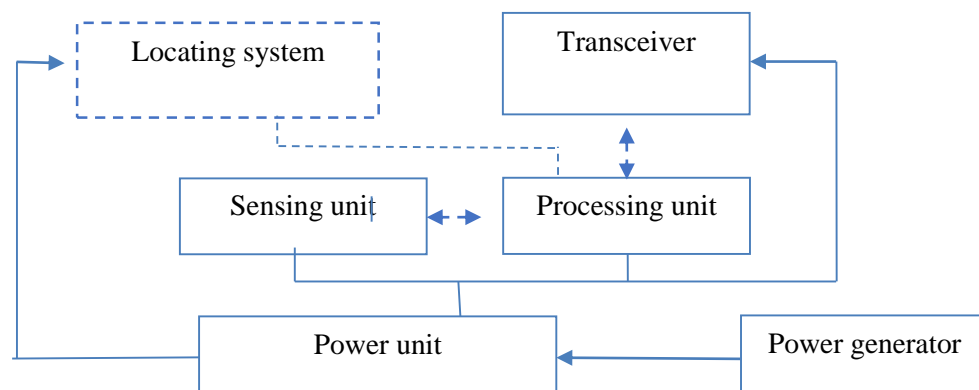 Locating system
Transceiver
Sensing unit
Processing unit
Power unit
Power generator